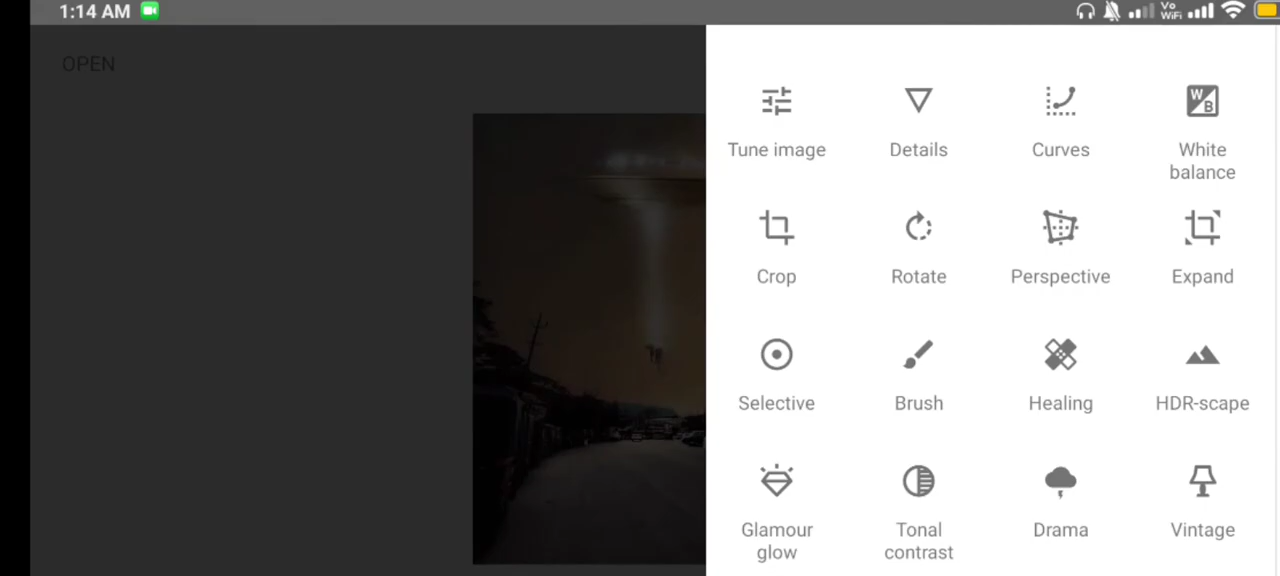 1:14 AM
Vo
WiFi
OPEN
Tune image
Details
Curves
W
B
White
balance
Crop
Rotate
Perspective
Expand
Selective
Brush
Healing
HDR-scape
Glamour
glow
Tonal
contrast
Drama
Vintage